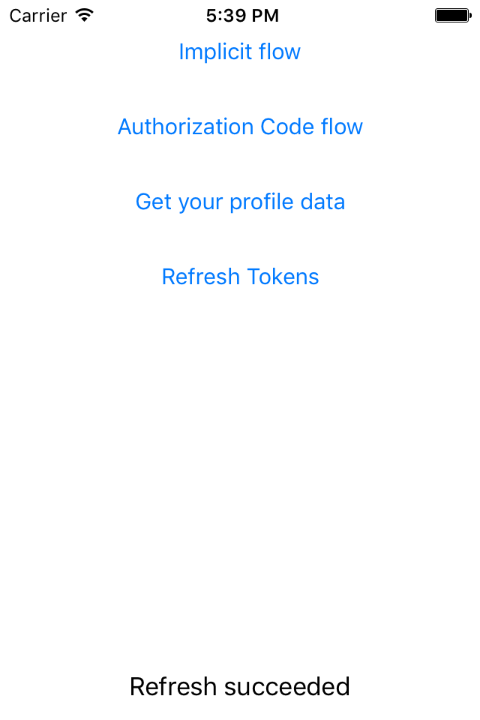 Carrier 5:39 PM
Implicit flow
Authorization Code flow
Get your profile data
Refresh Tokens
Refresh succeeded